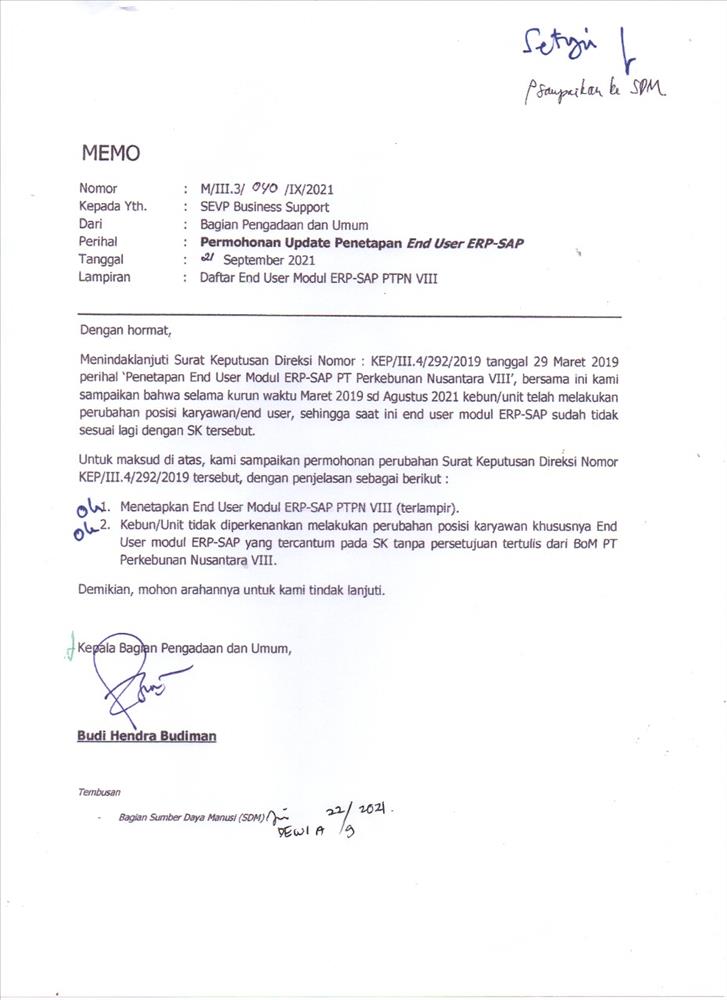 Setuju
disampaikan ke SDM
MEMO
Nomor : M/III.3/ 040 /IX/2021
Kepada Yth. : SEVP Business Support
Dari : Bagian Pengadaan dan Umum
Perihal : Permohonan Update Penetapan End User ERP-SAP
Tanggal : 21 September 2021
Lampiran : Daftar End User Modul ERP-SAP PTPN VIII
Dengan hormat,
Menindaklanjuti Surat Keputusan Direksi Nomor : KEP/III.4/292/2019 tanggal 29 Maret 2019
perihal ‘Penetapan End User Modul ERP-SAP PT Perkebunan Nusantara VIII’, bersama ini kami
sampaikan bahwa selama kurun waktu Maret 2019 sd Agustus 2021 kebun/unit telah melakukan
perubahan posisi karyawan/end user, sehingga saat ini end user modul ERP-SAP sudah tidak
sesuai lagi dengan SK tersebut.
Untuk maksud di atas, kami sampaikan permohonan perubahan Surat Keputusan Direksi Nomor
KEP/III.4/292/2019 tersebut, dengan penjelasan sebagai berikut :
ok 1. Menetapkan End User Modul ERP-SAP PTPN VIII (terlampir).
ok 2. Kebun/Unit tidak diperkenankan melakukan perubahan posisi karyawan khususnya End
User modul ERP-SAP yang tercantum pada SK tanpa persetujuan tertulis dari BoM PT
Perkebunan Nusantara VIII.
Demikian, mohon arahannya untuk kami tindak lanjuti.
Kepala Bagian Pengadaan dan Umum,
Budi Hendra Budiman
Tembusan
- Bagian Sumber Daya Manusi (SDM) 22/9 2021.
DEWI A